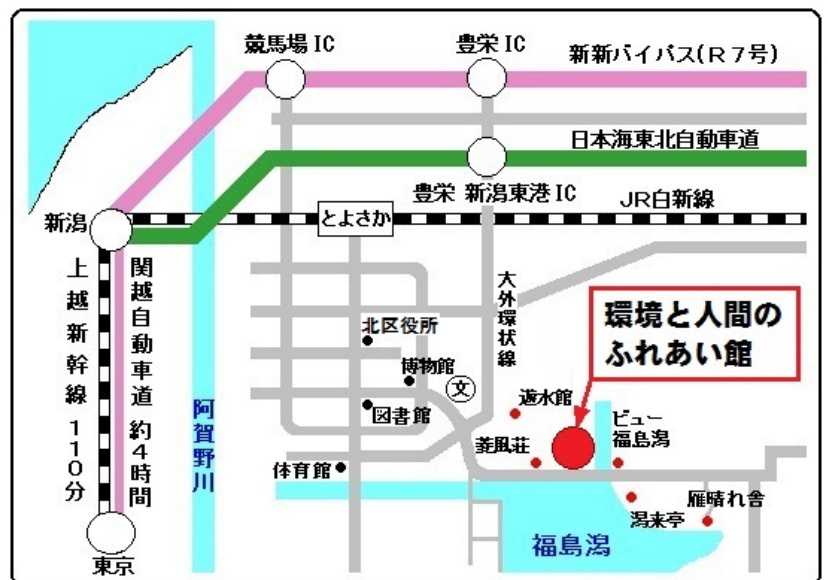 競馬場 IC
豊栄 IC
新新バイパス(R7号)
日本海東北自動車道
豊栄 新潟東港IC
JR白新線
新潟
とよさか
上越新幹線 110分
関越自動車道 約4時間
阿賀野川
大外環状線
環境と人間の
ふれあい館
北区役所
博物館
文
図書館
遊水館
ビュー
福島潟
菱風荘
体育館
雁晴れ舎
潟来亭
福島潟
東京